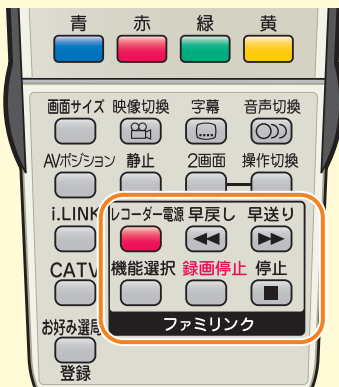 青 赤 緑 黄
画面サイズ 映像切換 字幕 音声切換
AVポジション 静止 2画面 操作切換
i.LINK レコーダー電源 早戻し 早送り
CATV 機能選択 録画停止 停止
お好み選局
ファミリンク
登録